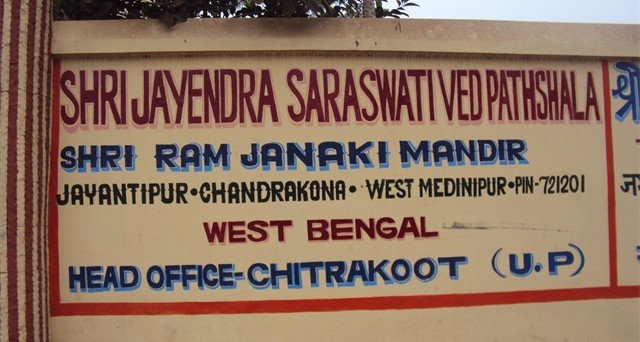 SHRI JAYENDRA SARASWATI VED PATHSHALA
SHRI RAM JANAKI MANDIR
JAYANTIPUR • CHANDRAKONA • WEST MEDINIPUR • PIN-721201
WEST BENGAL
HEAD OFFICE-CHITRAKOOT (U.P)
श्री